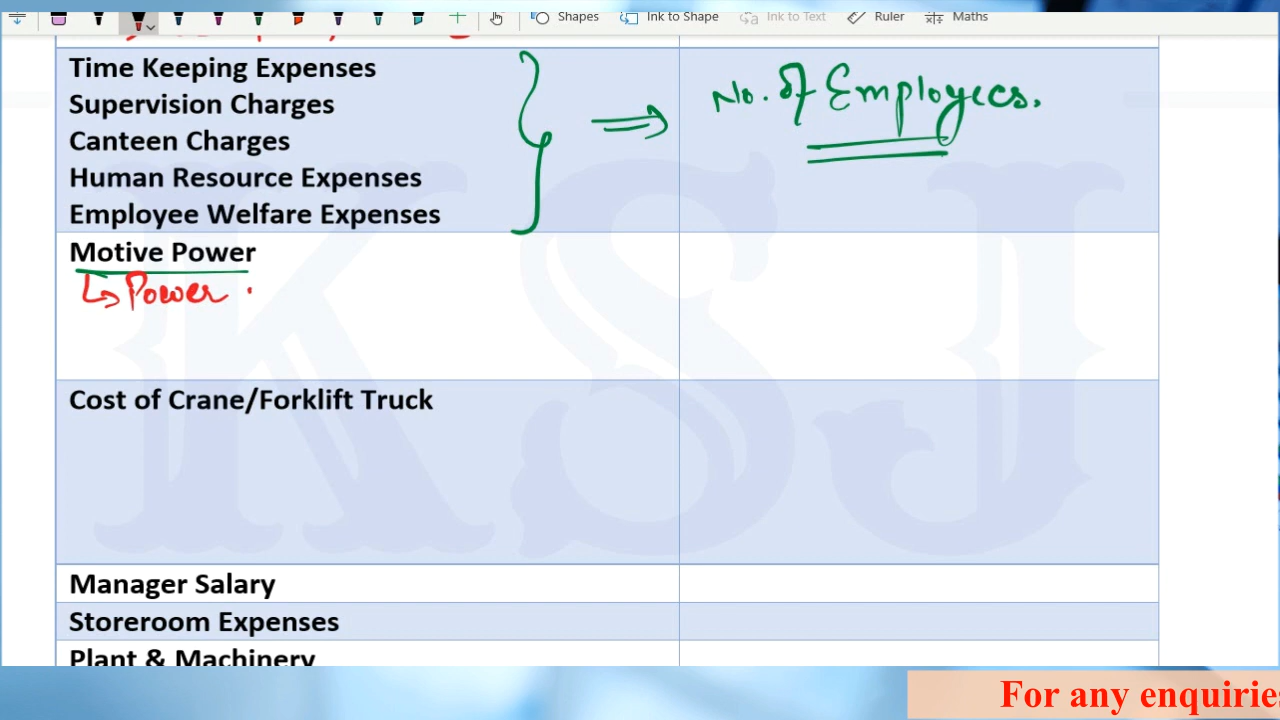 Shapes Ink to Shape Ink to Text Ruler Maths
Time Keeping Expenses
Supervision Charges
Canteen Charges
Human Resource Expenses
Employee Welfare Expenses
No. of Employees.
Motive Power
Power
Cost of Crane/Forklift Truck
Manager Salary
Storeroom Expenses
Plant & Machinery
KSJ
For any enquirie